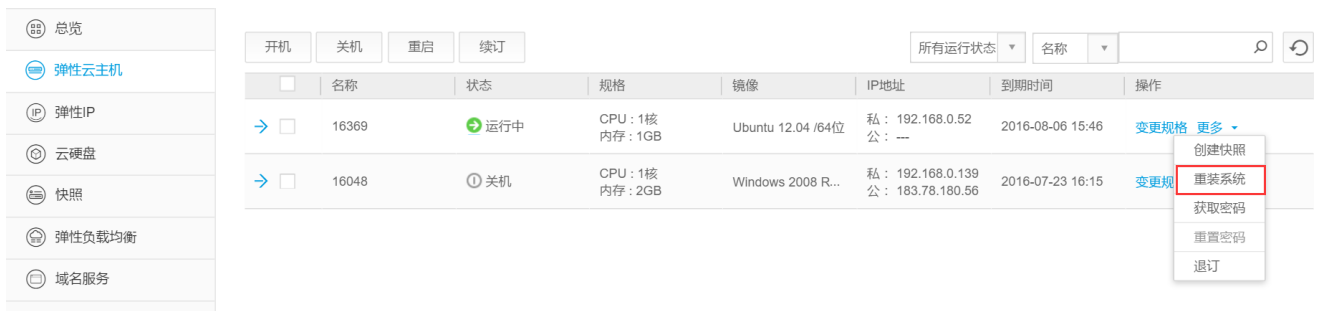 总览
弹性云主机
弹性IP
云硬盘
快照
弹性负载均衡
域名服务
开机 关机 重启 续订 所有运行状态 名称
名称 状态 规格 镜像 IP地址 到期时间 操作
16369 运行中 CPU : 1核 Ubuntu 12.04 /64位 私 : 192.168.0.52 2016-08-06 15:46 变更规格 更多
内存 : 1GB 公 : ---
16048 关机 CPU : 1核 Windows 2008 R... 私 : 192.168.0.139 2016-07-23 16:15 变更规
内存 : 2GB 公 : 183.78.180.56
创建快照
重装系统
获取密码
重置密码
退订